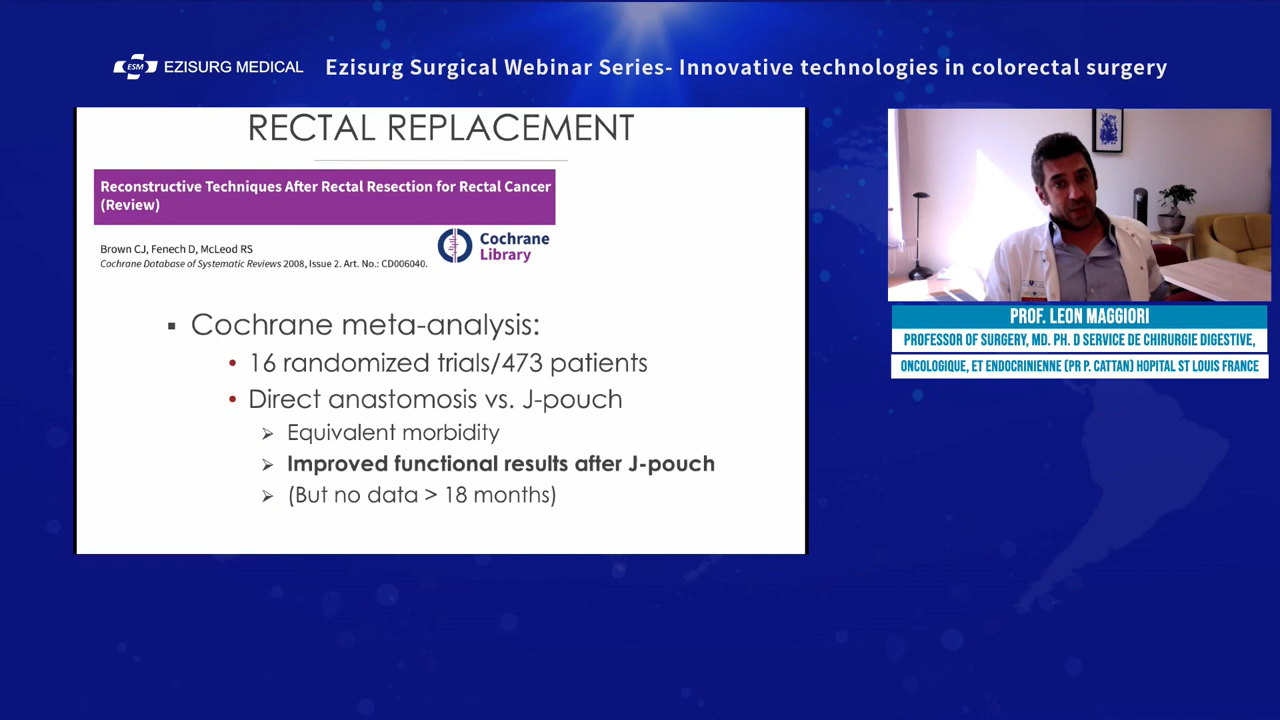 ESM EZISURG MEDICAL
Ezisurg Surgical Webinar Series- Innovative technologies in colorectal surgery
RECTAL REPLACEMENT
Reconstructive Techniques After Rectal Resection for Rectal Cancer
(Review)
Brown CJ, Fenech D, McLeod RS
Cochrane Database of Systematic Reviews 2008, Issue 2. Art. No.: CD006040.
Cochrane
Library
▪ Cochrane meta-analysis:
• 16 randomized trials/473 patients
• Direct anastomosis vs. J-pouch
➢ Equivalent morbidity
➢ Improved functional results after J-pouch
➢ (But no data > 18 months)
PROF. LEON MAGGIORI
PROFESSOR OF SURGERY, MD. PH. D SERVICE DE CHIRURGIE DIGESTIVE,
ONCOLOGIQUE, ET ENDOCRINIENNE (PR P. CATTAN) HOPITAL ST LOUIS FRANCE